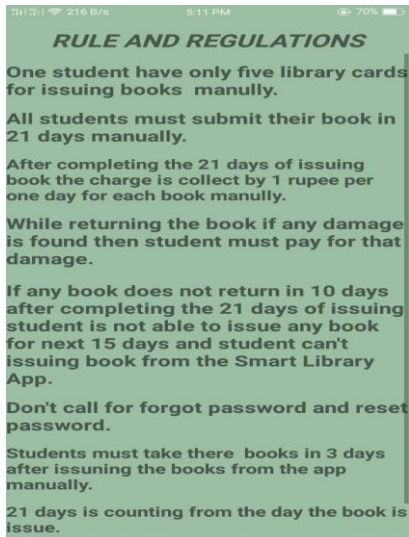 216 B/s 5:11 PM 70%
RULE AND REGULATIONS
One student have only five library cards
for issuing books manully.
All students must submit their book in
21 days manually.
After completing the 21 days of issuing
book the charge is collect by 1 rupee per
one day for each book manully.
While returning the book if any damage
is found then student must pay for that
damage.
If any book does not return in 10 days
after completing the 21 days of issuing
student is not able to issue any book
for next 15 days and student can't
issuing book from the Smart Library
App.
Don't call for forgot password and reset
password.
Students must take there books in 3 days
after issuning the books from the app
manually.
21 days is counting from the day the book is
issue.